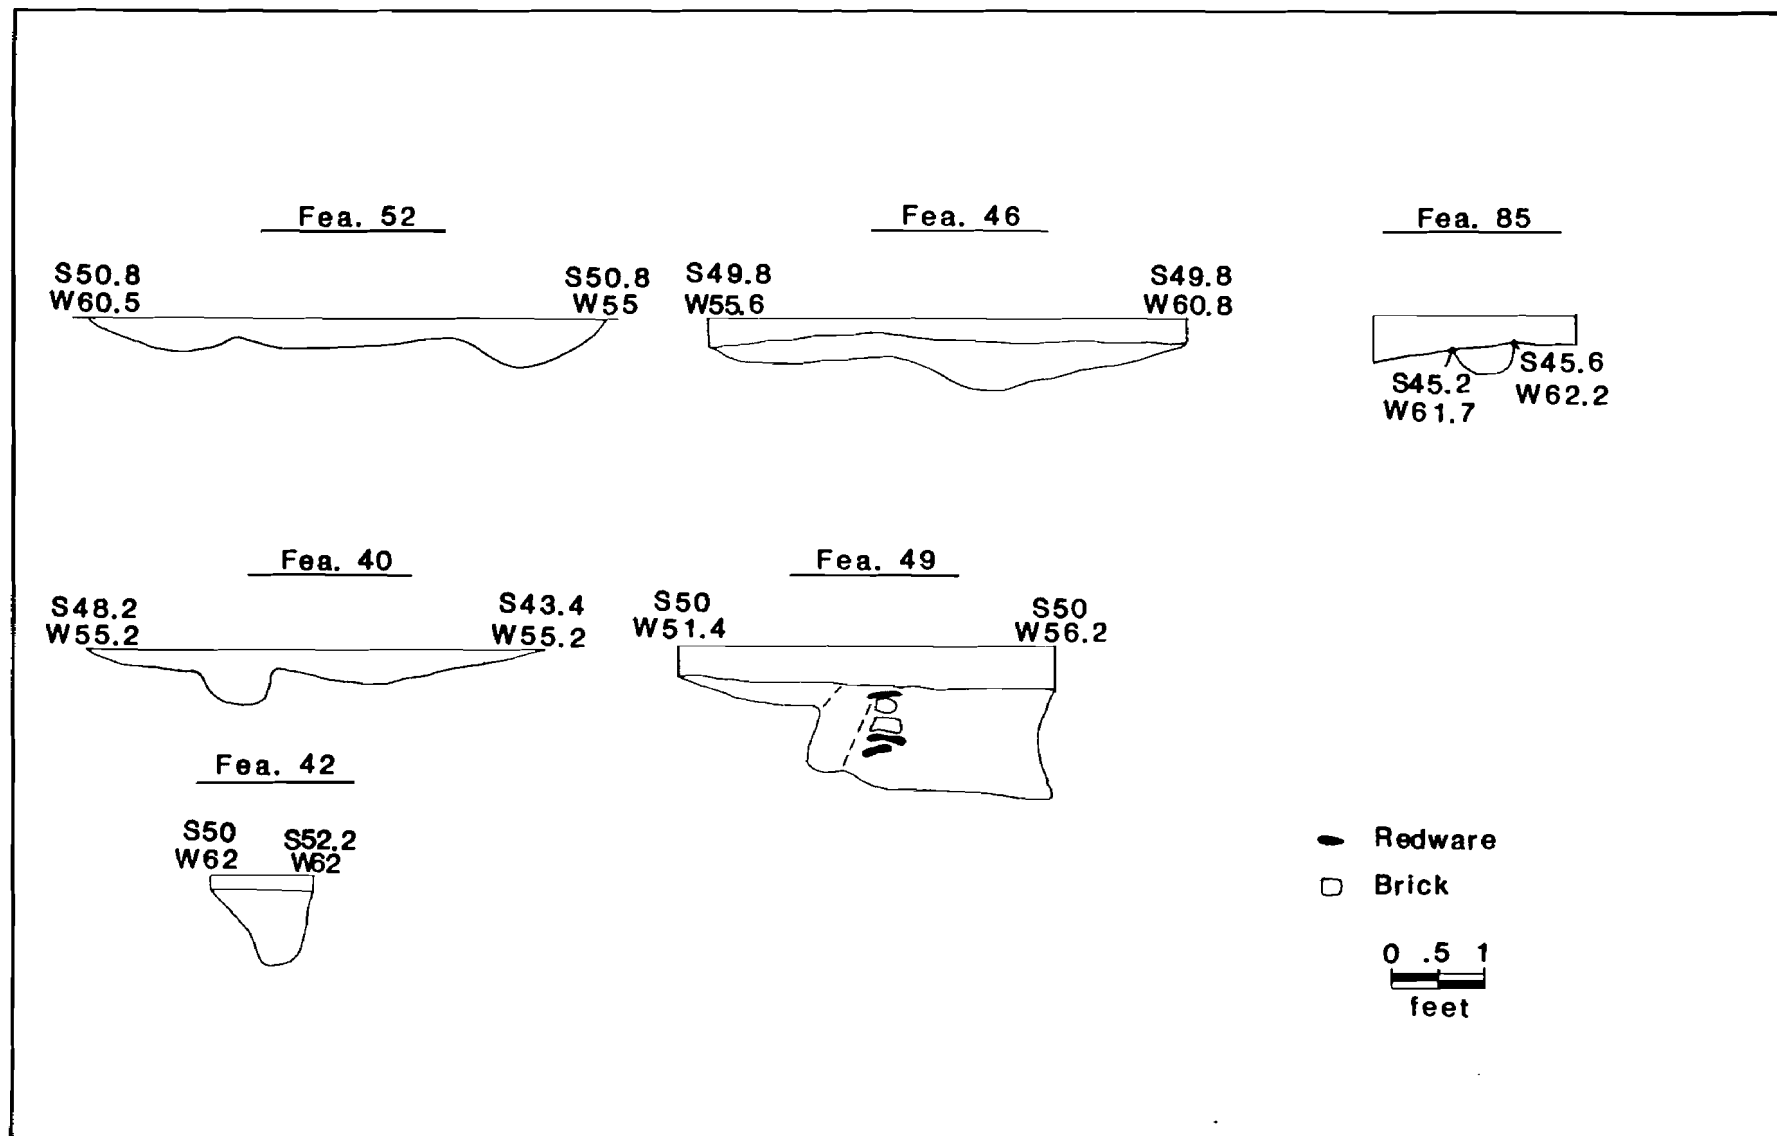 Fea. 52
S50.8
W60.5
S50.8
W55
Fea. 46
S49.8
W55.6
S49.8
W60.8
Fea. 85
S45.2
W61.7
S45.6
W62.2
Fea. 40
S48.2
W55.2
S43.4
W55.2
Fea. 49
S50
W51.4
S50
W56.2
Fea. 42
S50
W62
S52.2
W62
Redware
Brick
0 .5 1
feet